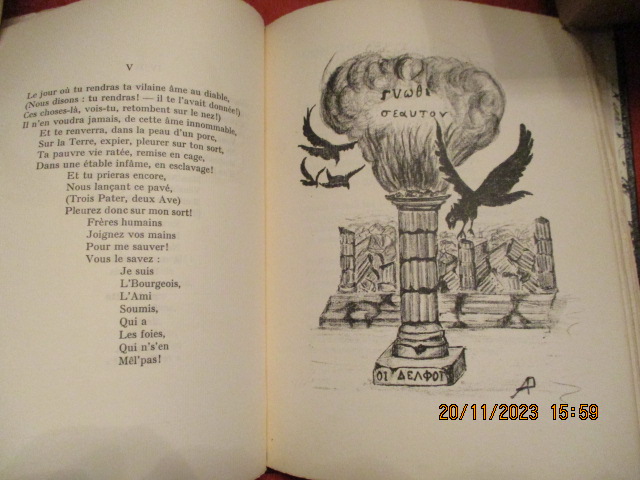 V
Le jour où tu rendras ta vilaine âme au diable,
(Nous disons : tu rendras! — il te l'avait donnée!)
Ces choses-là, vois-tu, retombent sur le nez!)
Il n'en voudra jamais, de cette âme innommable,
Et te renverra, dans la peau d'un porc,
Sur la Terre, expier, pleurer sur ton sort,
Ta pauvre vie ratée, remise en cage,
Dans une étable infâme, en esclavage!
Et tu prieras encore,
Nous lançant ce pavé,
(Trois Pater, deux Ave)
Pleurez donc sur mon sort!
Frères humains
Joignez vos mains
Pour me sauver!
Vous le savez :
Je suis
L'Bourgeois,
L'Ami
Soumis,
Qui a
Les foies,
Qui n's'en
Mêl'pas!
γνωθι
σεαυτον
ΟΙ ΔΕΛΦΟΙ
AD
20/11/2023 15:59